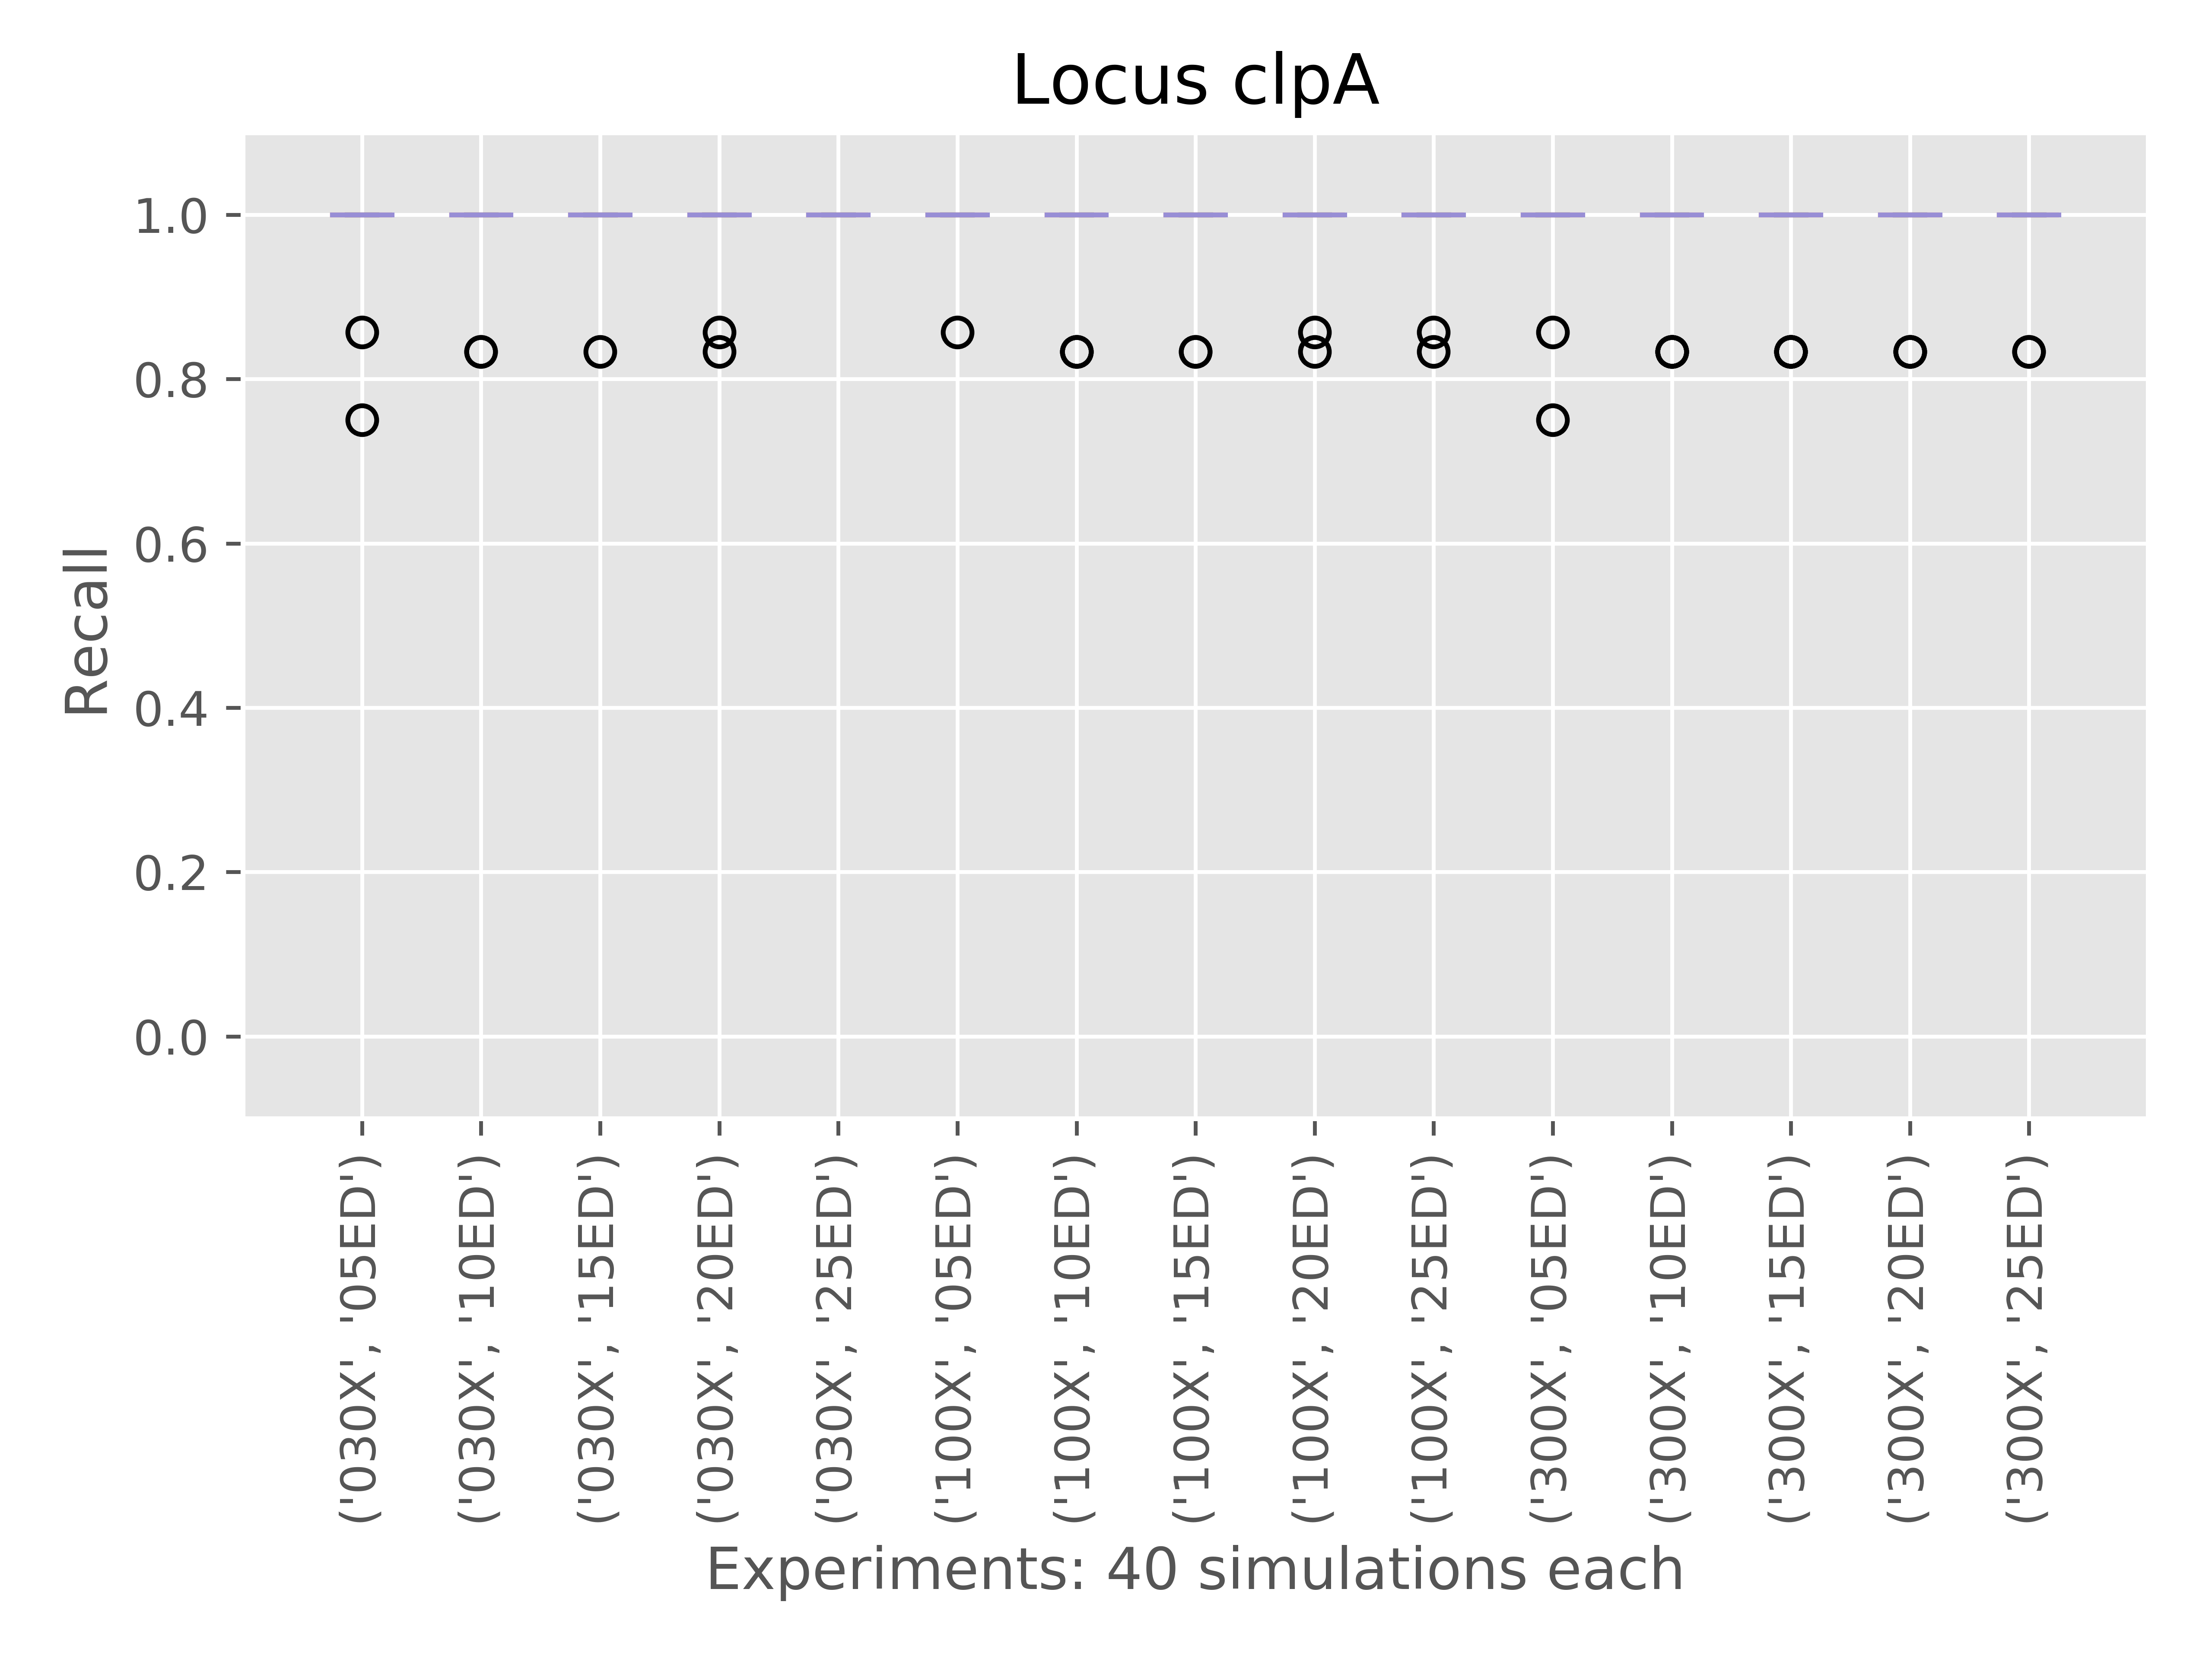 Locus clpA
Recall
1.0
0.8
0.6
0.4
0.2
0.0
('030X', '05ED')
('030X', '10ED')
('030X', '15ED')
('030X', '20ED')
('030X', '25ED')
('100X', '05ED')
('100X', '10ED')
('100X', '15ED')
('100X', '20ED')
('100X', '25ED')
('300X', '05ED')
('300X', '10ED')
('300X', '15ED')
('300X', '20ED')
('300X', '25ED')
Experiments: 40 simulations each